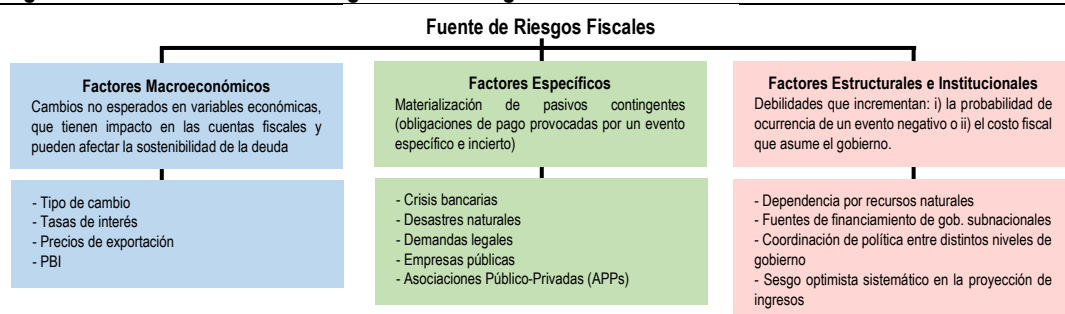 Fuente de Riesgos Fiscales
Factores Macroeconómicos
Cambios no esperados en variables económicas,
que tienen impacto en las cuentas fiscales y
pueden afectar la sostenibilidad de la deuda
- Tipo de cambio
- Tasas de interés
- Precios de exportación
- PBI
Factores Específicos
Materialización de pasivos contingentes
(obligaciones de pago provocadas por un evento
específico e incierto)
- Crisis bancarias
- Desastres naturales
- Demandas legales
- Empresas públicas
- Asociaciones Público-Privadas (APPs)
Factores Estructurales e Institucionales
Debilidades que incrementan: i) la probabilidad de
ocurrencia de un evento negativo o ii) el costo fiscal
que asume el gobierno.
- Dependencia por recursos naturales
- Fuentes de financiamiento de gob. subnacionales
- Coordinación de política entre distintos niveles de
gobierno
- Sesgo optimista sistemático en la proyección de
ingresos